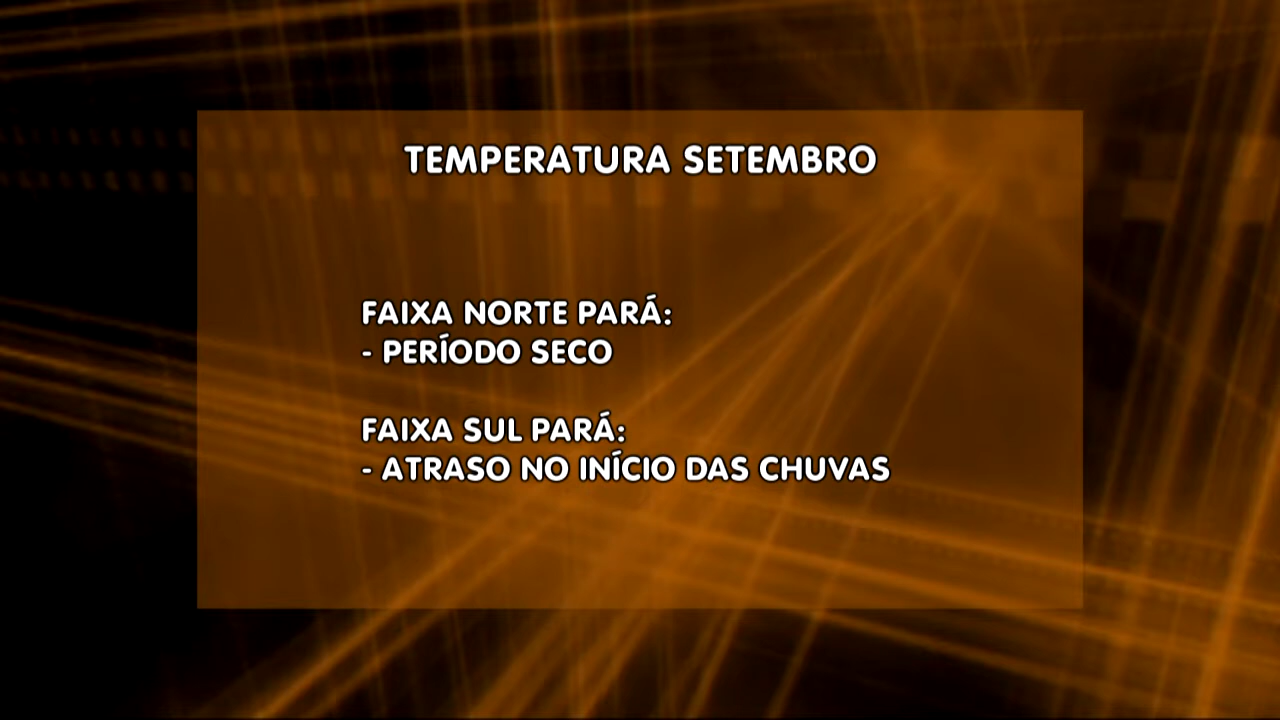 TEMPERATURA SETEMBRO
FAIXA NORTE PARÁ:
- PERÍODO SECO
FAIXA SUL PARÁ:
- ATRASO NO INÍCIO DAS CHUVAS